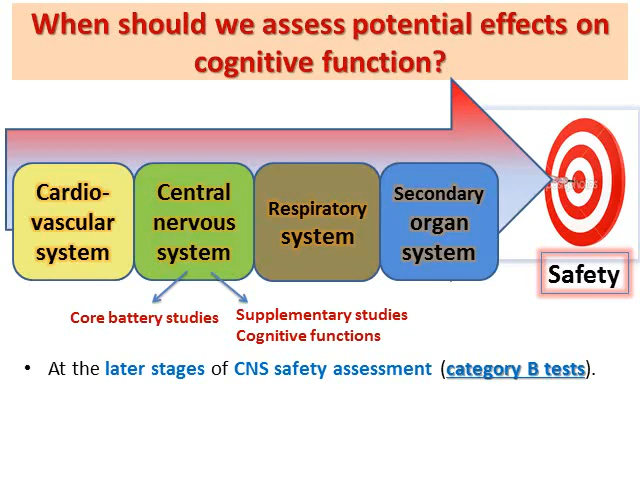 When should we assess potential effects on
cognitive function?
Cardio-
vascular
system
Central
nervous
system
Respiratory
system
Secondary
organ
system
Safety
Core battery studies
Supplementary studies
Cognitive functions
• At the later stages of CNS safety assessment (category B tests).